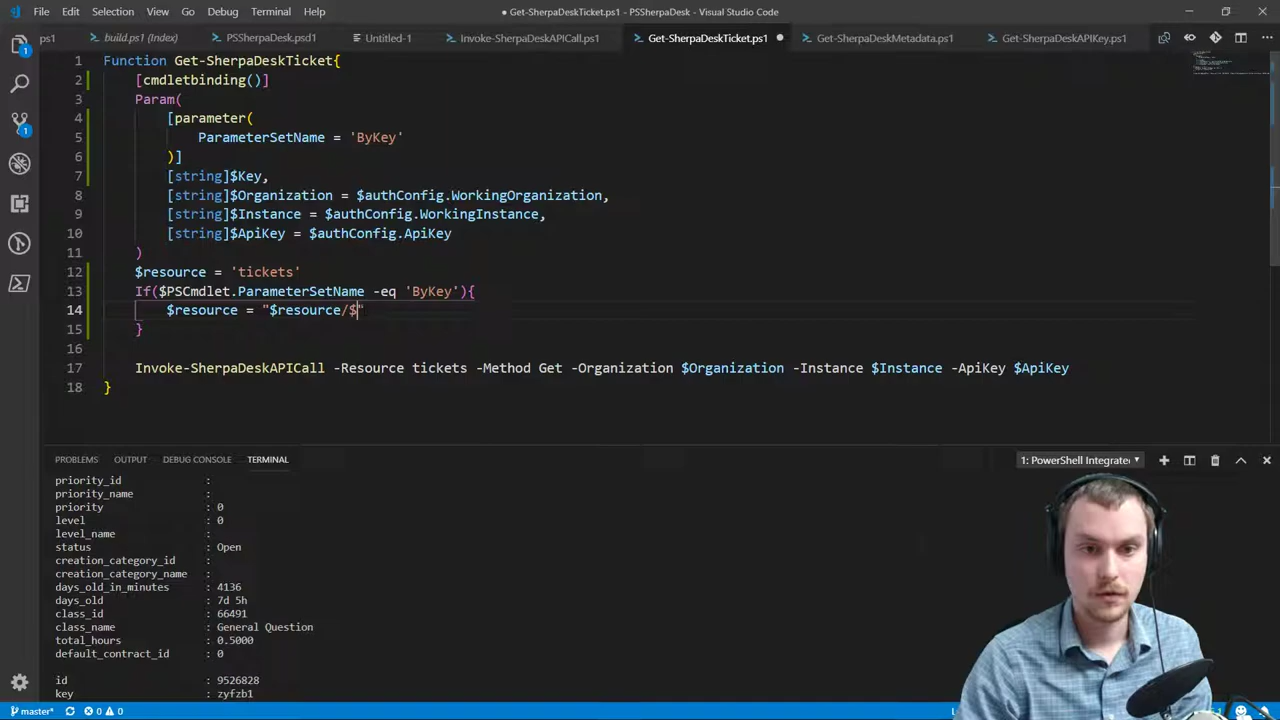 File Edit Selection View Go Debug Terminal Help
● Get-SherpaDeskTicket.ps1 - PSSherpaDesk - Visual Studio Code
ps1 build.ps1 (Index) PSSherpaDesk.psd1 Untitled-1 Invoke-SherpaDeskAPICall.ps1 Get-SherpaDeskTicket.ps1 Get-SherpaDeskMetadata.ps1 Get-SherpaDeskAPIKey.ps1
1 Function Get-SherpaDeskTicket{
2 [cmdletbinding()]
3 Param(
4 [parameter(
5 ParameterSetName = 'ByKey'
6 )]
7 [string]$Key,
8 [string]$Organization = $authConfig.WorkingOrganization,
9 [string]$Instance = $authConfig.WorkingInstance,
10 [string]$ApiKey = $authConfig.ApiKey
11 )
12 $resource = 'tickets'
13 If($PSCmdlet.ParameterSetName -eq 'ByKey'){
14 $resource = "$resource/$"
15 }
16
17 Invoke-SherpaDeskAPICall -Resource tickets -Method Get -Organization $Organization -Instance $Instance -ApiKey $ApiKey
18 }
PROBLEMS OUTPUT DEBUG CONSOLE TERMINAL 1: PowerShell Integrated
priority_id :
priority_name :
priority : 0
level : 0
level_name :
status : Open
creation_category_id :
creation_category_name :
days_old_in_minutes : 4136
days_old : 7d 5h
class_id : 66491
class_name : General Question
total_hours : 0.5000
default_contract_id : 0
id : 9526828
key : zyfzb1
master* 0 0